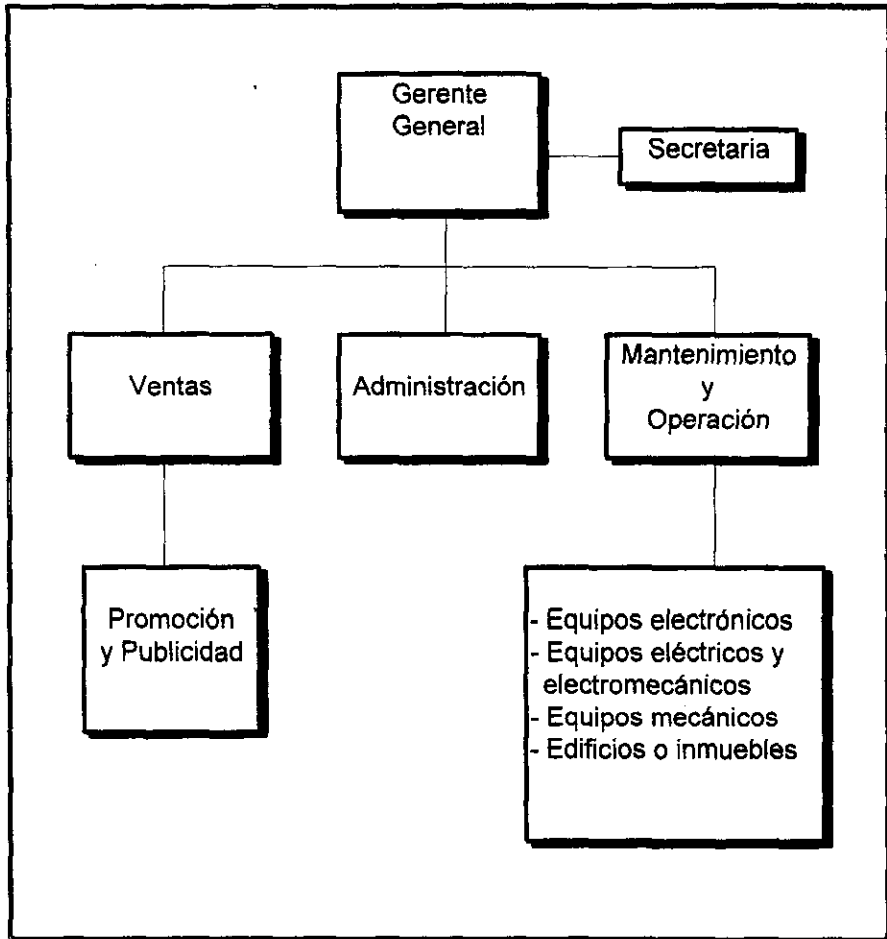 Gerente
General
Secretaria
Ventas
Administración
Mantenimiento
y
Operación
Promoción
y Publicidad
- Equipos electrónicos
- Equipos eléctricos y
electromecánicos
- Equipos mecánicos
- Edificios o inmuebles